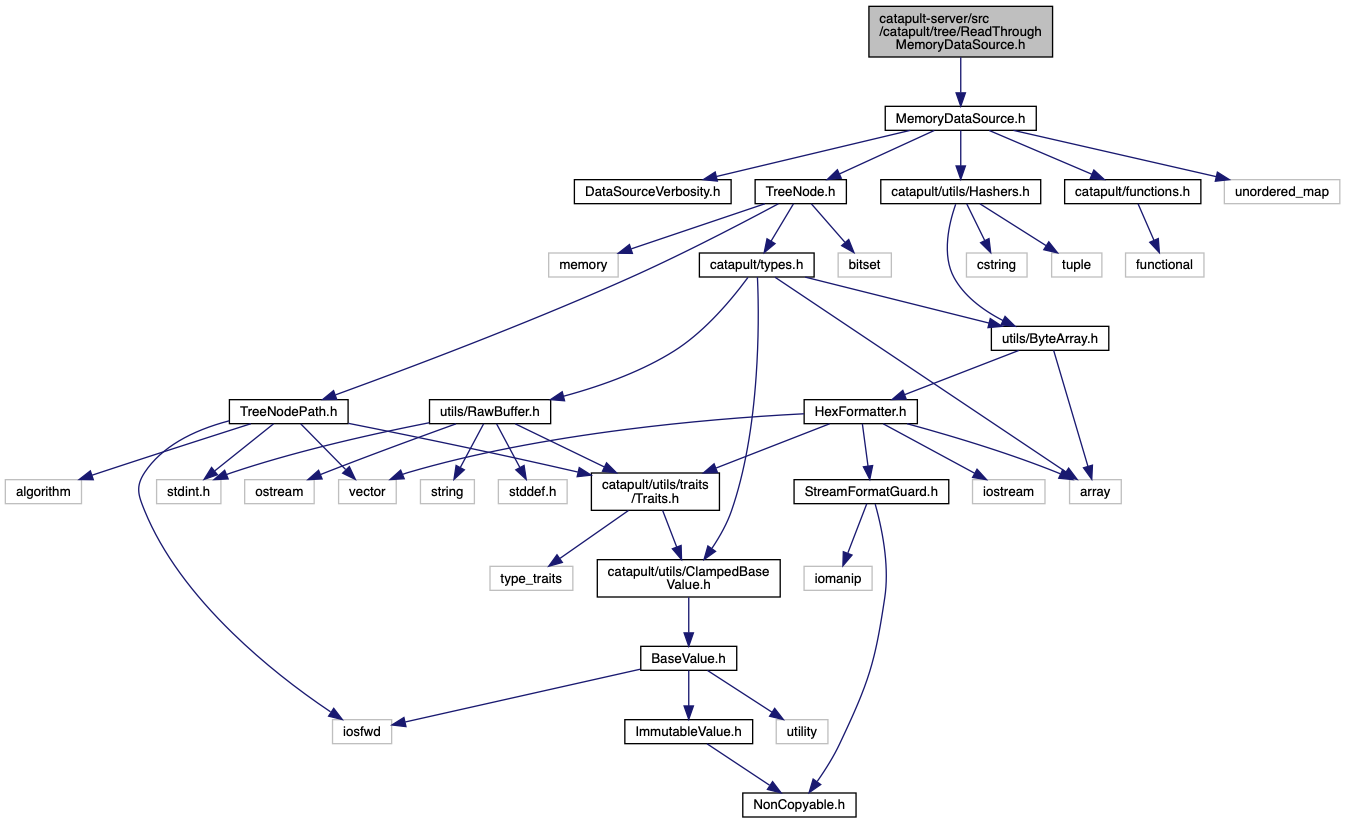 catapult-server/src
/catapult/tree/ReadThrough
MemoryDataSource.h
MemoryDataSource.h
DataSourceVerbosity.h
TreeNode.h
catapult/utils/Hashers.h
catapult/functions.h
unordered_map
memory
catapult/types.h
bitset
cstring
tuple
functional
utils/ByteArray.h
TreeNodePath.h
utils/RawBuffer.h
HexFormatter.h
algorithm
stdint.h
ostream
vector
string
stddef.h
catapult/utils/traits
/Traits.h
StreamFormatGuard.h
iostream
array
type_traits
catapult/utils/ClampedBase
Value.h
iomanip
BaseValue.h
iosfwd
ImmutableValue.h
utility
NonCopyable.h